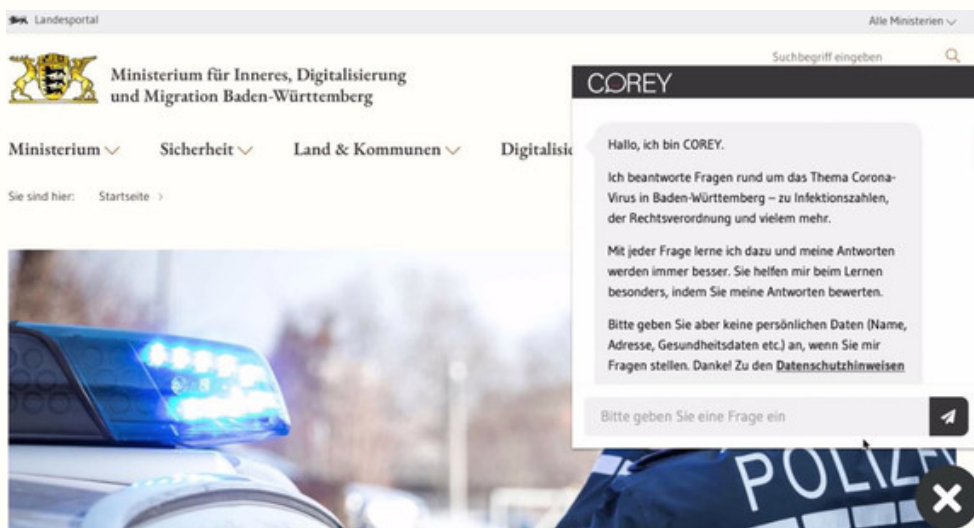 Landesportal
Alle Ministerien
Suchbegriff eingeben
Ministerium für Inneres, Digitalisierung
und Migration Baden-Württemberg
Ministerium
Sicherheit
Land & Kommunen
Sie sind hier: Startseite
COREY
Hallo, ich bin COREY.
Ich beantworte Fragen rund um das Thema Corona-
Virus in Baden-Württemberg – zu Infektionszahlen,
der Rechtsverordnung und vielem mehr.
Mit jeder Frage lerne ich dazu und meine Antworten
werden immer besser. Sie helfen mir beim Lernen
besonders, indem Sie meine Antworten bewerten.
Bitte geben Sie aber keine persönlichen Daten (Name,
Adresse, Gesundheitsdaten etc.) an, wenn Sie mir
Fragen stellen. Danke! Zu den Datenschutzhinweisen
Bitte geben Sie eine Frage ein
POLIZEI